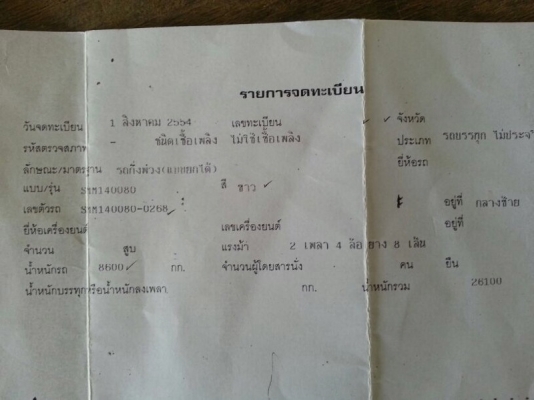 รายการจดทะเบียน
วันจดทะเบียน 1 สิงหาคม 2554 เลขทะเบียน จังหวัด
รหัสตรวจสภาพ - ชนิดเชื้อเพลิง ไม่ใช้เชื้อเพลิง ประเภท รถบรรทุก ไม่ประจำ
ลักษณะ/มาตรฐาน รถกึ่งพ่วง(แบบยกได้) ยี่ห้อรถ
แบบ/รุ่น STM140080 สี ขาว
เลขตัวรถ STM140080-0268 อยู่ที่ กลางซ้าย
ยี่ห้อเครื่องยนต์ เลขเครื่องยนต์ อยู่ที่
จำนวน สูบ แรงม้า 2 เพลา 4 ล้อ ยาง 8 เส้น
น้ำหนักรถ 8600 กก. จำนวนผู้โดยสารนั่ง คน ยืน
น้ำหนักบรรทุกหรือน้ำหนักลงเพลา กก. น้ำหนักรวม 26100